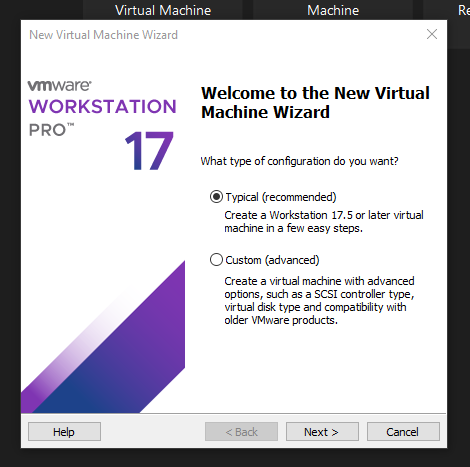 Virtual Machine
Machine
Re
New Virtual Machine Wizard
vmware®
WORKSTATION
PRO™
17
Welcome to the New Virtual
Machine Wizard
What type of configuration do you want?
Typical (recommended)
Create a Workstation 17.5 or later virtual
machine in a few easy steps.
Custom (advanced)
Create a virtual machine with advanced
options, such as a SCSI controller type,
virtual disk type and compatibility with
older VMware products.
Help
< Back
Next >
Cancel